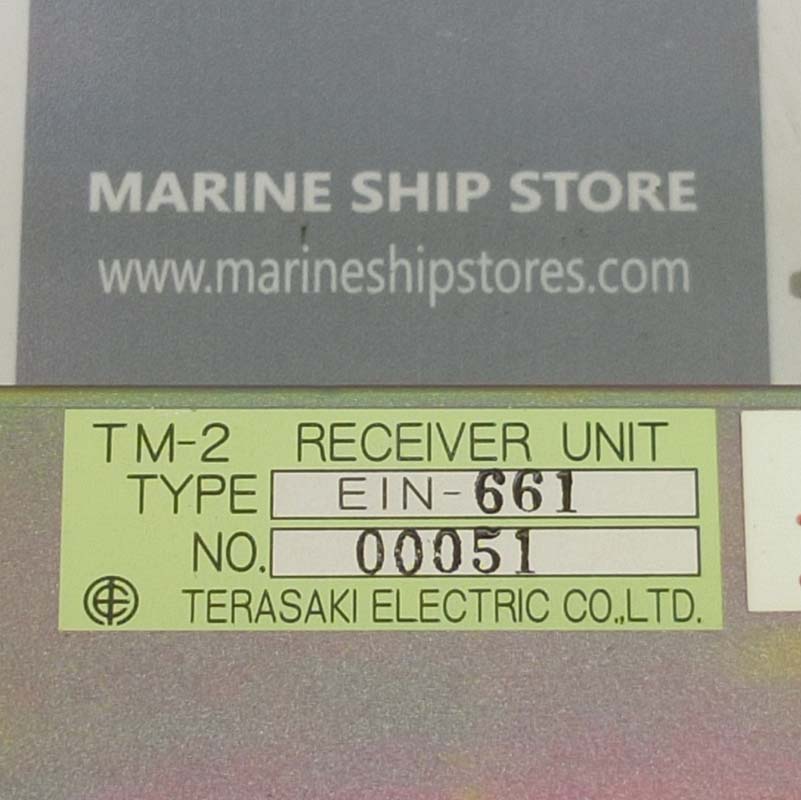 MARINE SHIP STORE
www.marineshipstores.com
TM-2 RECEIVER UNIT
TYPE EIN-661
NO. 00051
TERASAKI ELECTRIC CO.,LTD.